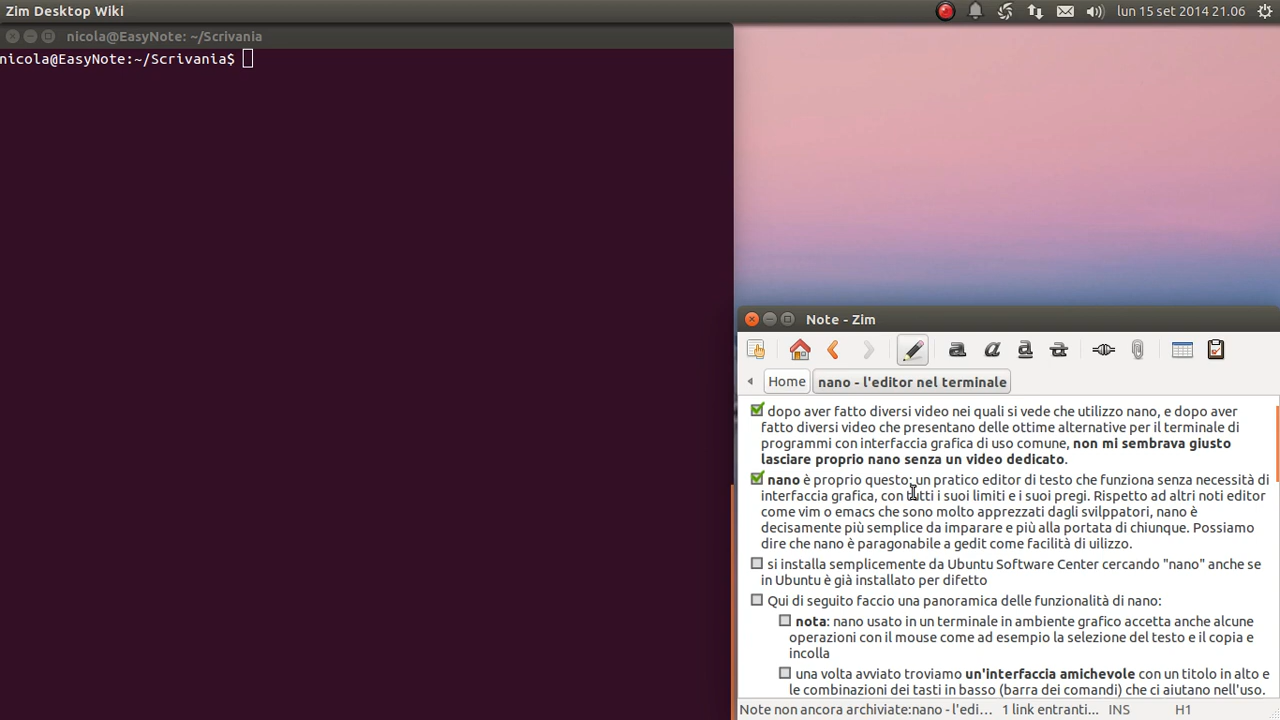 Zim Desktop Wiki
lun 15 set 2014 21.06
nicola@EasyNote: ~/Scrivania
nicola@EasyNote:~/Scrivania$
Note - Zim
Home
nano - l'editor nel terminale
dopo aver fatto diversi video nei quali si vede che utilizzo nano, e dopo aver
fatto diversi video che presentano delle ottime alternative per il terminale di
programmi con interfaccia grafica di uso comune, non mi sembrava giusto
lasciare proprio nano senza un video dedicato.
nano è proprio questo: un pratico editor di testo che funziona senza necessità di
interfaccia grafica, con tutti i suoi limiti e i suoi pregi. Rispetto ad altri noti editor
come vim o emacs che sono molto apprezzati dagli svilppatori, nano è
decisamente più semplice da imparare e più alla portata di chiunque. Possiamo
dire che nano è paragonabile a gedit come facilità di uilizzo.
si installa semplicemente da Ubuntu Software Center cercando "nano" anche se
in Ubuntu è già installato per difetto
Qui di seguito faccio una panoramica delle funzionalità di nano:
nota: nano usato in un terminale in ambiente grafico accetta anche alcune
operazioni con il mouse come ad esempio la selezione del testo e il copia e
incolla
una volta avviato troviamo un'interfaccia amichevole con un titolo in alto e
le combinazioni dei tasti in basso (barra dei comandi) che ci aiutano nell'uso.
Note non ancora archiviate:nano - l'edi... 1 link entranti... INS H1